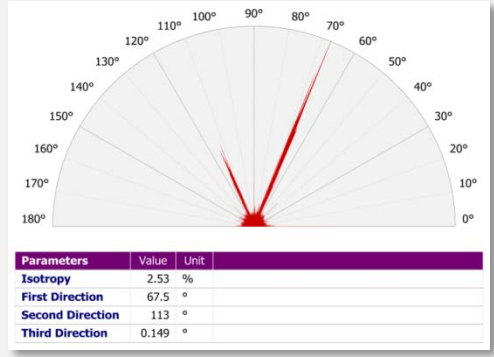 90°
100° 80°
110° 70°
120° 60°
130° 50°
140° 40°
150° 30°
160° 20°
170° 10°
180° 0°
Parameters Value Unit
Isotropy 2.53 %
First Direction 67.5 °
Second Direction 113 °
Third Direction 0.149 °